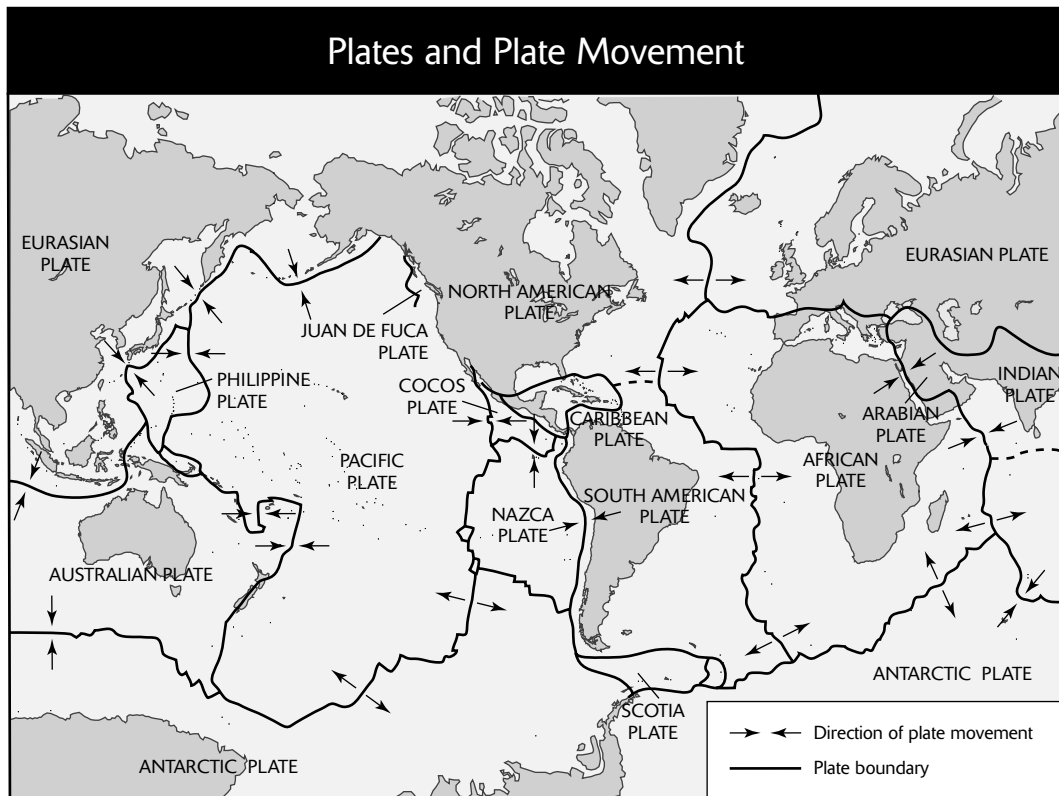 Plates and Plate Movement
EURASIAN
PLATE
EURASIAN PLATE
NORTH AMERICAN
PLATE
JUAN DE FUCA
PLATE
PHILIPPINE
PLATE
COCOS
PLATE
CARIBBEAN
PLATE
INDIAN
PLATE
ARABIAN
PLATE
AFRICAN
PLATE
PACIFIC
PLATE
NAZCA
PLATE
SOUTH AMERICAN
PLATE
AUSTRALIAN PLATE
ANTARCTIC PLATE
SCOTIA
PLATE
ANTARCTIC PLATE
Direction of plate movement
Plate boundary